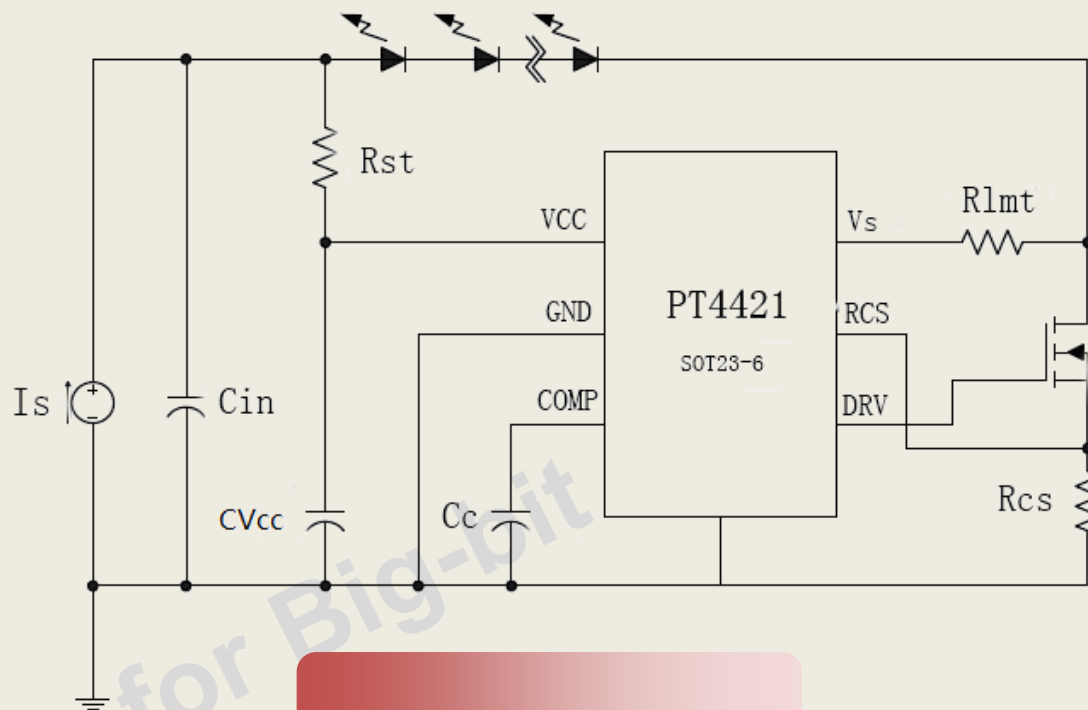 Rst
Rlmt
VCC
Vs
GND
PT4421
RCS
SOT23-6
Is
Cin
COMP
DRV
CVcc
Cc
Rcs
+
−
for Big-bit